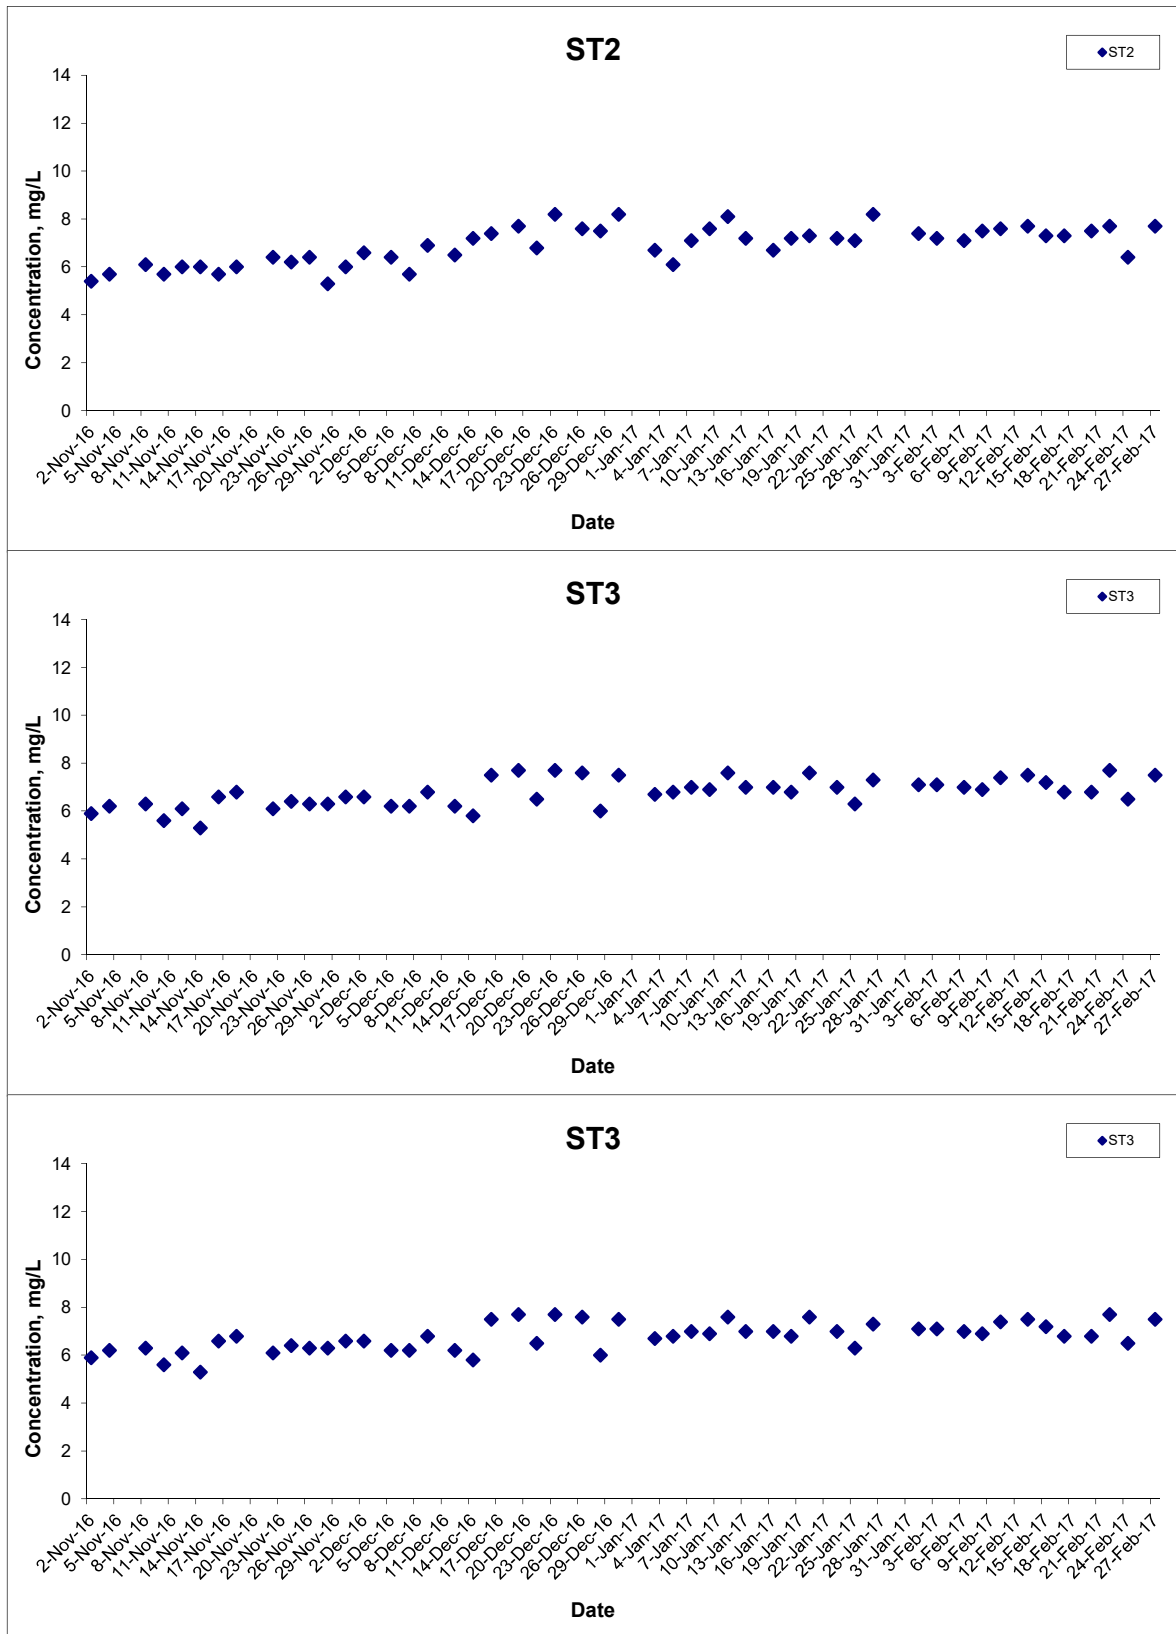 ST2
ST2
14
12
10
8
6
4
2
0
Concentration, mg/L
2-Nov-16
5-Nov-16
8-Nov-16
11-Nov-16
14-Nov-16
17-Nov-16
20-Nov-16
23-Nov-16
26-Nov-16
29-Nov-16
2-Dec-16
5-Dec-16
8-Dec-16
11-Dec-16
14-Dec-16
17-Dec-16
20-Dec-16
23-Dec-16
26-Dec-16
29-Dec-16
1-Jan-17
4-Jan-17
7-Jan-17
10-Jan-17
13-Jan-17
16-Jan-17
19-Jan-17
22-Jan-17
25-Jan-17
28-Jan-17
31-Jan-17
3-Feb-17
6-Feb-17
9-Feb-17
12-Feb-17
15-Feb-17
18-Feb-17
21-Feb-17
24-Feb-17
27-Feb-17
Date
ST3
ST3
14
12
10
8
6
4
2
0
Concentration, mg/L
2-Nov-16
5-Nov-16
8-Nov-16
11-Nov-16
14-Nov-16
17-Nov-16
20-Nov-16
23-Nov-16
26-Nov-16
29-Nov-16
2-Dec-16
5-Dec-16
8-Dec-16
11-Dec-16
14-Dec-16
17-Dec-16
20-Dec-16
23-Dec-16
26-Dec-16
29-Dec-16
1-Jan-17
4-Jan-17
7-Jan-17
10-Jan-17
13-Jan-17
16-Jan-17
19-Jan-17
22-Jan-17
25-Jan-17
28-Jan-17
31-Jan-17
3-Feb-17
6-Feb-17
9-Feb-17
12-Feb-17
15-Feb-17
18-Feb-17
21-Feb-17
24-Feb-17
27-Feb-17
Date
ST3
ST3
14
12
10
8
6
4
2
0
Concentration, mg/L
2-Nov-16
5-Nov-16
8-Nov-16
11-Nov-16
14-Nov-16
17-Nov-16
20-Nov-16
23-Nov-16
26-Nov-16
29-Nov-16
2-Dec-16
5-Dec-16
8-Dec-16
11-Dec-16
14-Dec-16
17-Dec-16
20-Dec-16
23-Dec-16
26-Dec-16
29-Dec-16
1-Jan-17
4-Jan-17
7-Jan-17
10-Jan-17
13-Jan-17
16-Jan-17
19-Jan-17
22-Jan-17
25-Jan-17
28-Jan-17
31-Jan-17
3-Feb-17
6-Feb-17
9-Feb-17
12-Feb-17
15-Feb-17
18-Feb-17
21-Feb-17
24-Feb-17
27-Feb-17
Date